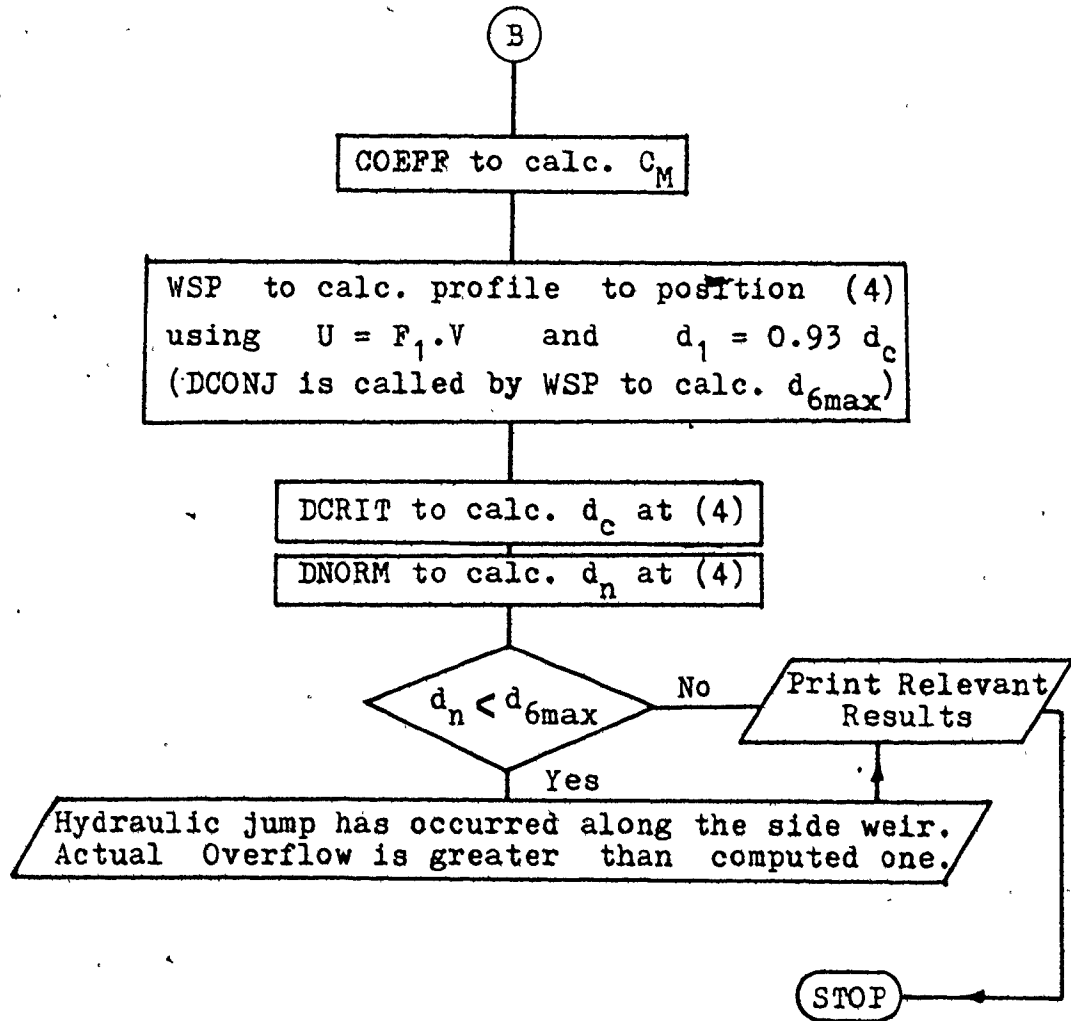 B
COEFF to calc. C_M
WSP to calc. profile to position (4)
using U = F_1.V and d_1 = 0.93 d_c
(DCONJ is called by WSP to calc. d_6max)
DCRIT to calc. d_c at (4)
DNORM to calc. d_n at (4)
d_n < d_6max
No
Print Relevant
Results
Yes
Hydraulic jump has occurred along the side weir.
Actual Overflow is greater than computed one.
STOP